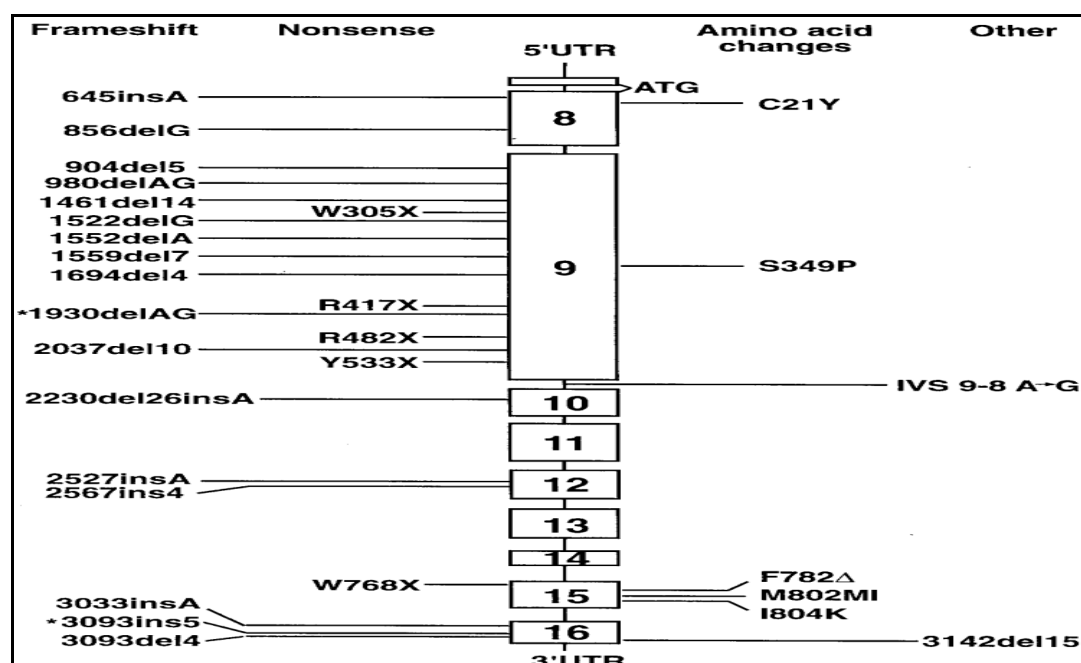 Frameshift Nonsense Amino acid changes Other
5'UTR
ATG
645insA
C21Y
8
856delG
904del5
980delAG
1461del14
W305X
1522delG
1552delA
1559del7
9
S349P
1694del4
R417X
*1930delAG
R482X
2037del10
Y533X
IVS 9-8 A→G
2230del26insA
10
11
2527insA
12
2567ins4
13
14
F782Δ
W768X
15
M802MI
3033insA
I804K
*3093ins5
16
3093del4
3142del15
3'UTR